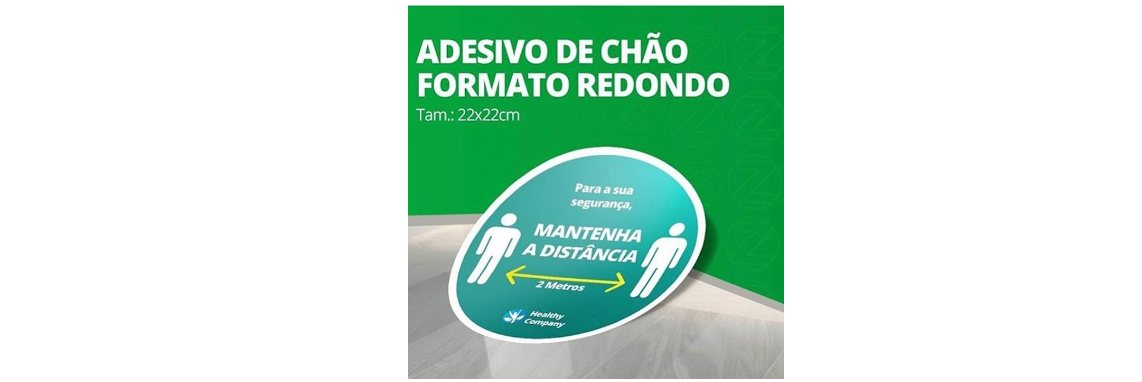 ADESIVO DE CHÃO
FORMATO REDONDO
Tam.: 22x22cm
Para a sua
segurança,
MANTENHA
A DISTÂNCIA
2 Metros
Healthy
Company